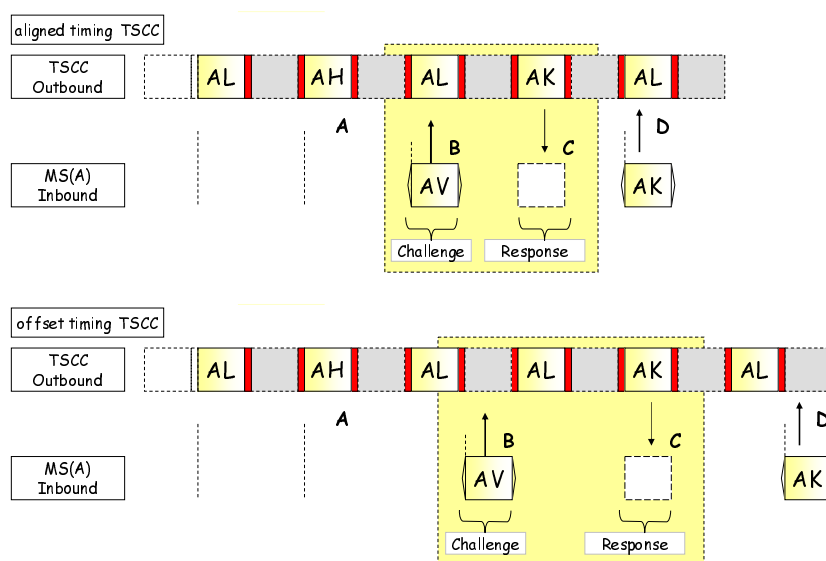 aligned timing TSCC
TSCC
Outbound
AL AH AL AK AL
A B C D
MS(A)
Inbound
AV AK
Challenge Response
offset timing TSCC
TSCC
Outbound
AL AH AL AL AK AL
A B C D
MS(A)
Inbound
AV AK
Challenge Response